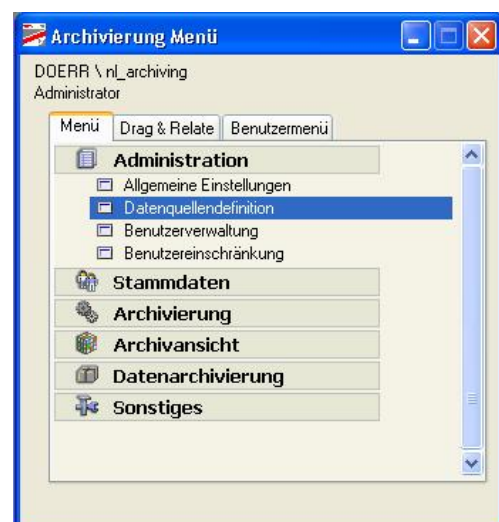 Archivierung Menü
DOERR \ nl_archiving
Administrator
Menü Drag & Relate Benutzermenü
Administration
Allgemeine Einstellungen
Datenquellendefinition
Benutzerverwaltung
Benutzereinschränkung
Stammdaten
Archivierung
Archivansicht
Datenarchivierung
Sonstiges